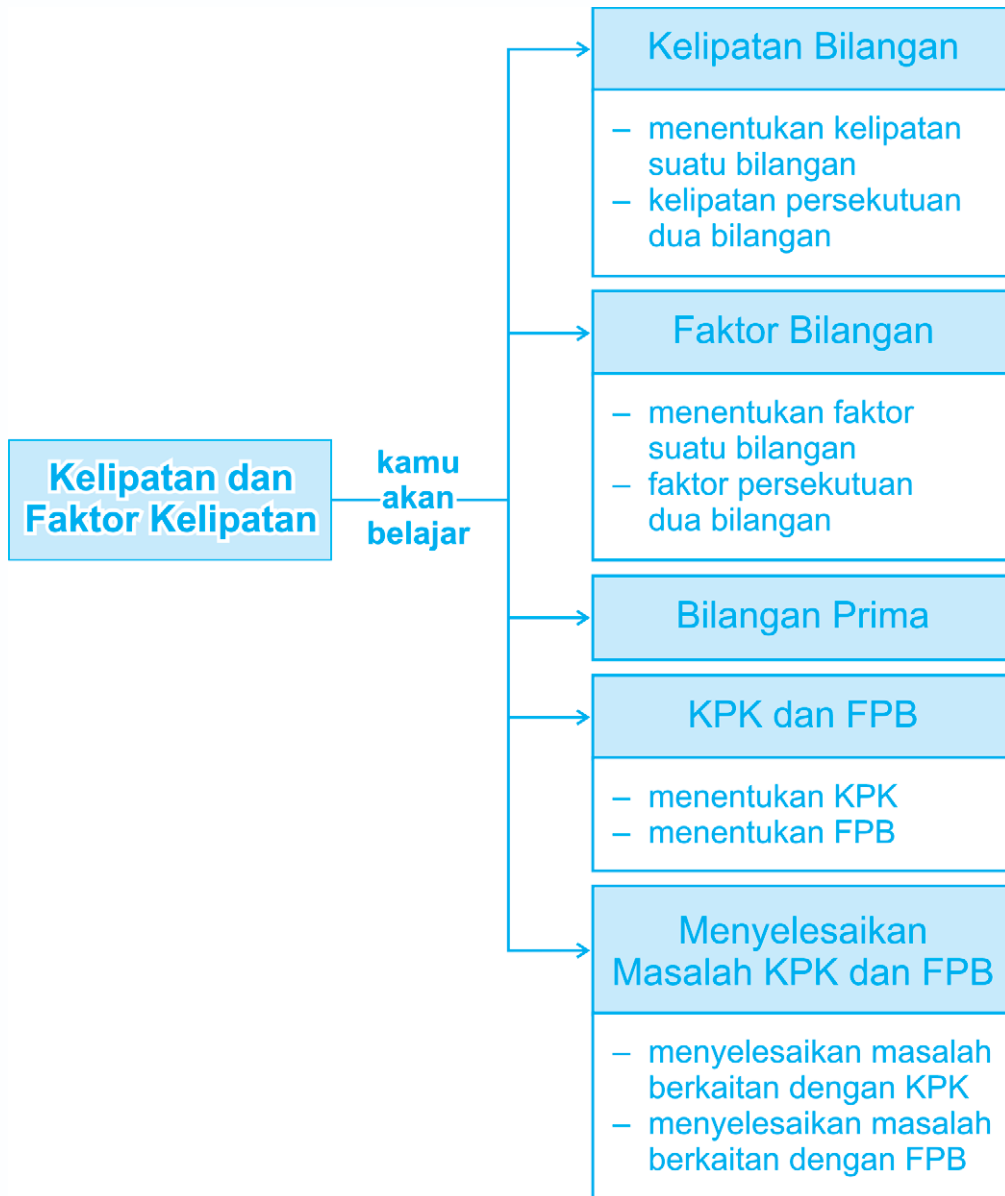 Kelipatan dan
Faktor Kelipatan
kamu
akan
belajar
Kelipatan Bilangan
– menentukan kelipatan
suatu bilangan
– kelipatan persekutuan
dua bilangan
Faktor Bilangan
– menentukan faktor
suatu bilangan
– faktor persekutuan
dua bilangan
Bilangan Prima
KPK dan FPB
– menentukan KPK
– menentukan FPB
Menyelesaikan
Masalah KPK dan FPB
– menyelesaikan masalah
berkaitan dengan KPK
– menyelesaikan masalah
berkaitan dengan FPB